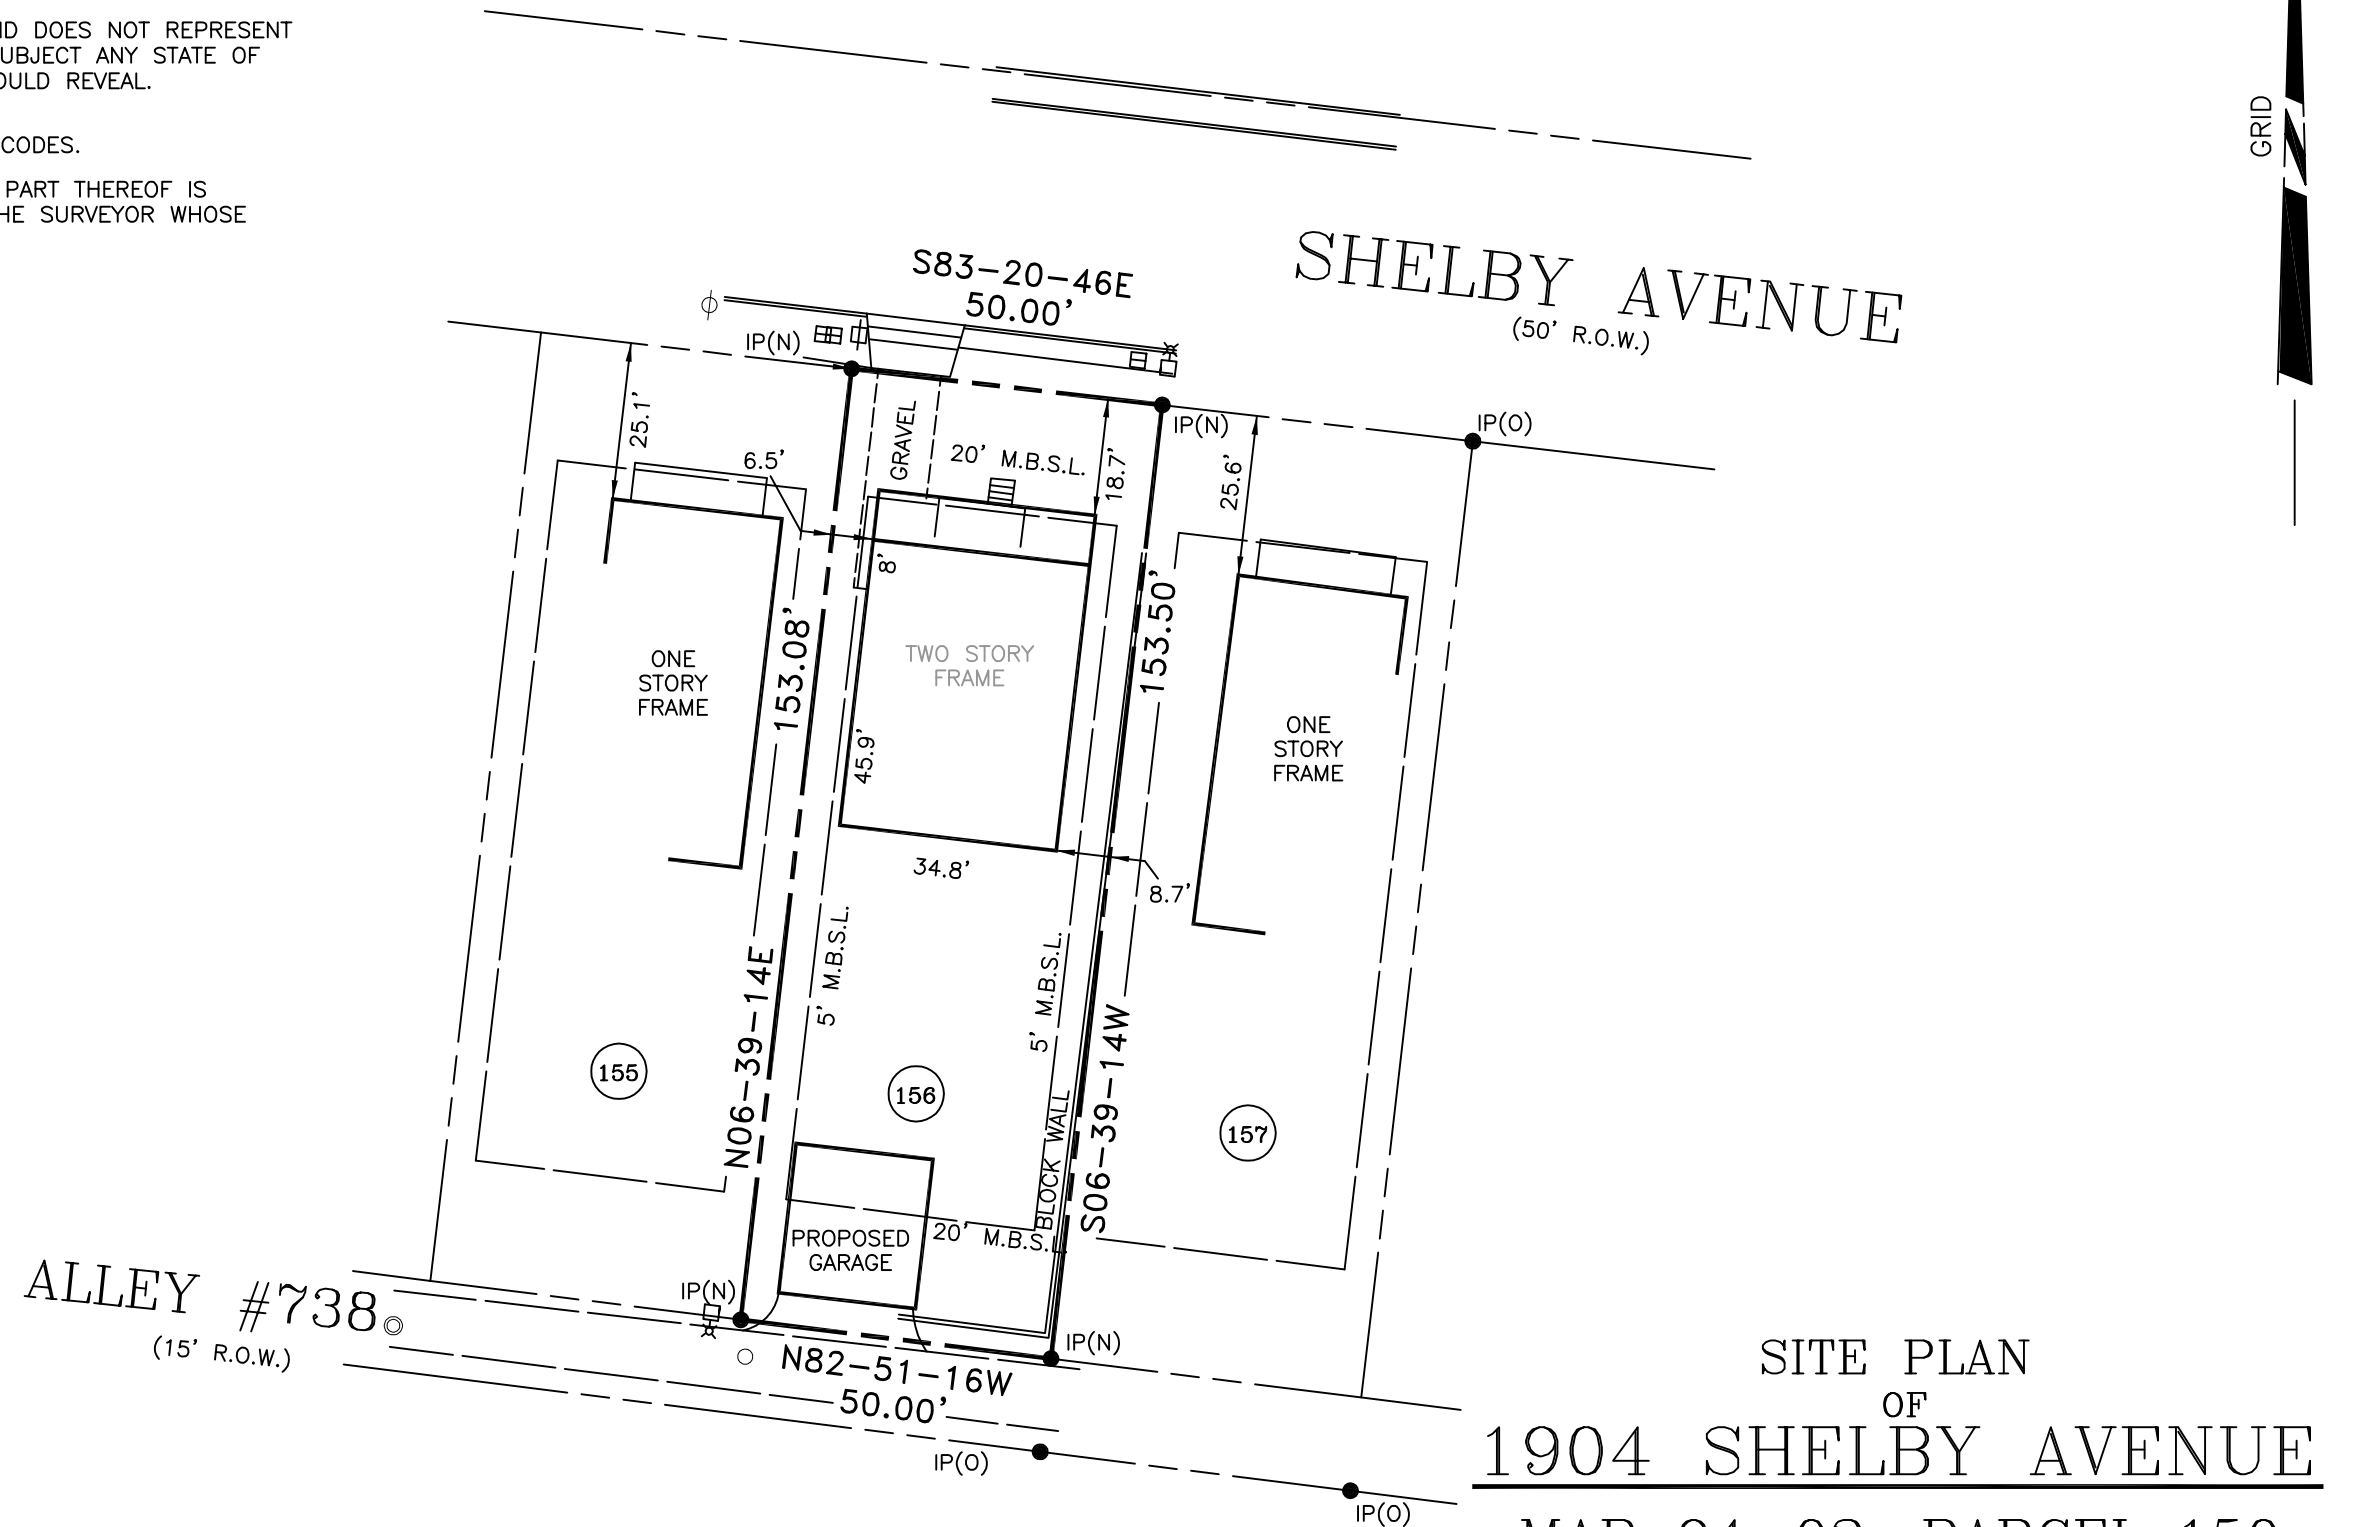 DOES NOT REPRESENT
SUBJECT ANY STATE OF
REVEAL.
CODES.
PART THEREOF IS
THE SURVEYOR WHOSE
GRID
SHELBY AVENUE
(50' R.O.W.)
S83-20-46E
50.00'
IP(N)
IP(N)
IP(O)
25.1'
6.5'
GRAVEL
20' M.B.S.L.
18.7'
25.6'
8'
153.08'
153.50'
TWO STORY
FRAME
ONE
STORY
FRAME
ONE
STORY
FRAME
45.9'
34.8'
8.7'
5' M.B.S.L.
5' M.B.S.L.
N06-39-14E
S06-39-14W
155
156
157
BLOCK WALL
20' M.B.S.L.
PROPOSED
GARAGE
ALLEY #738
(15' R.O.W.)
IP(N)
IP(N)
N82-51-16W
50.00'
IP(O)
IP(O)
SITE PLAN
OF
1904 SHELBY AVENUE